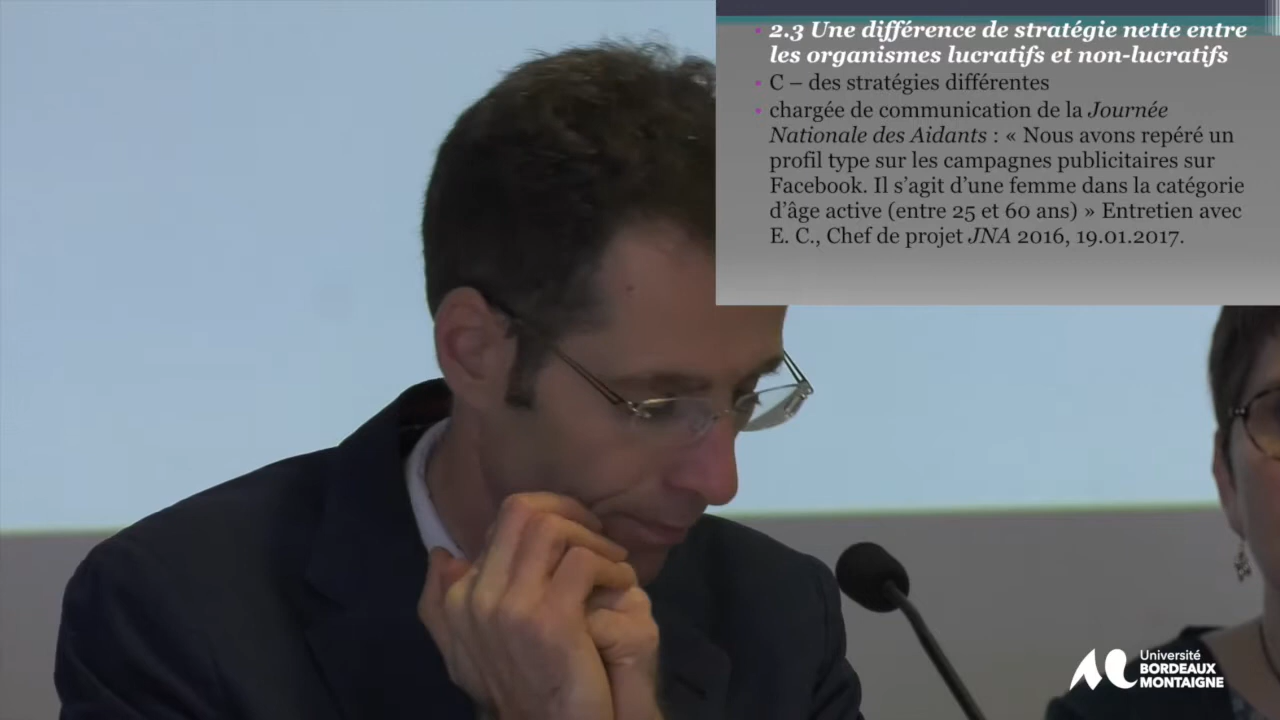 2.3 Une différence de stratégie nette entre
les organismes lucratifs et non-lucratifs
C – des stratégies différentes
chargée de communication de la Journée
Nationale des Aidants : « Nous avons repéré un
profil type sur les campagnes publicitaires sur
Facebook. Il s’agit d’une femme dans la catégorie
d’âge active (entre 25 et 60 ans) » Entretien avec
E. C., Chef de projet JNA 2016, 19.01.2017.
Université
BORDEAUX
MONTAIGNE